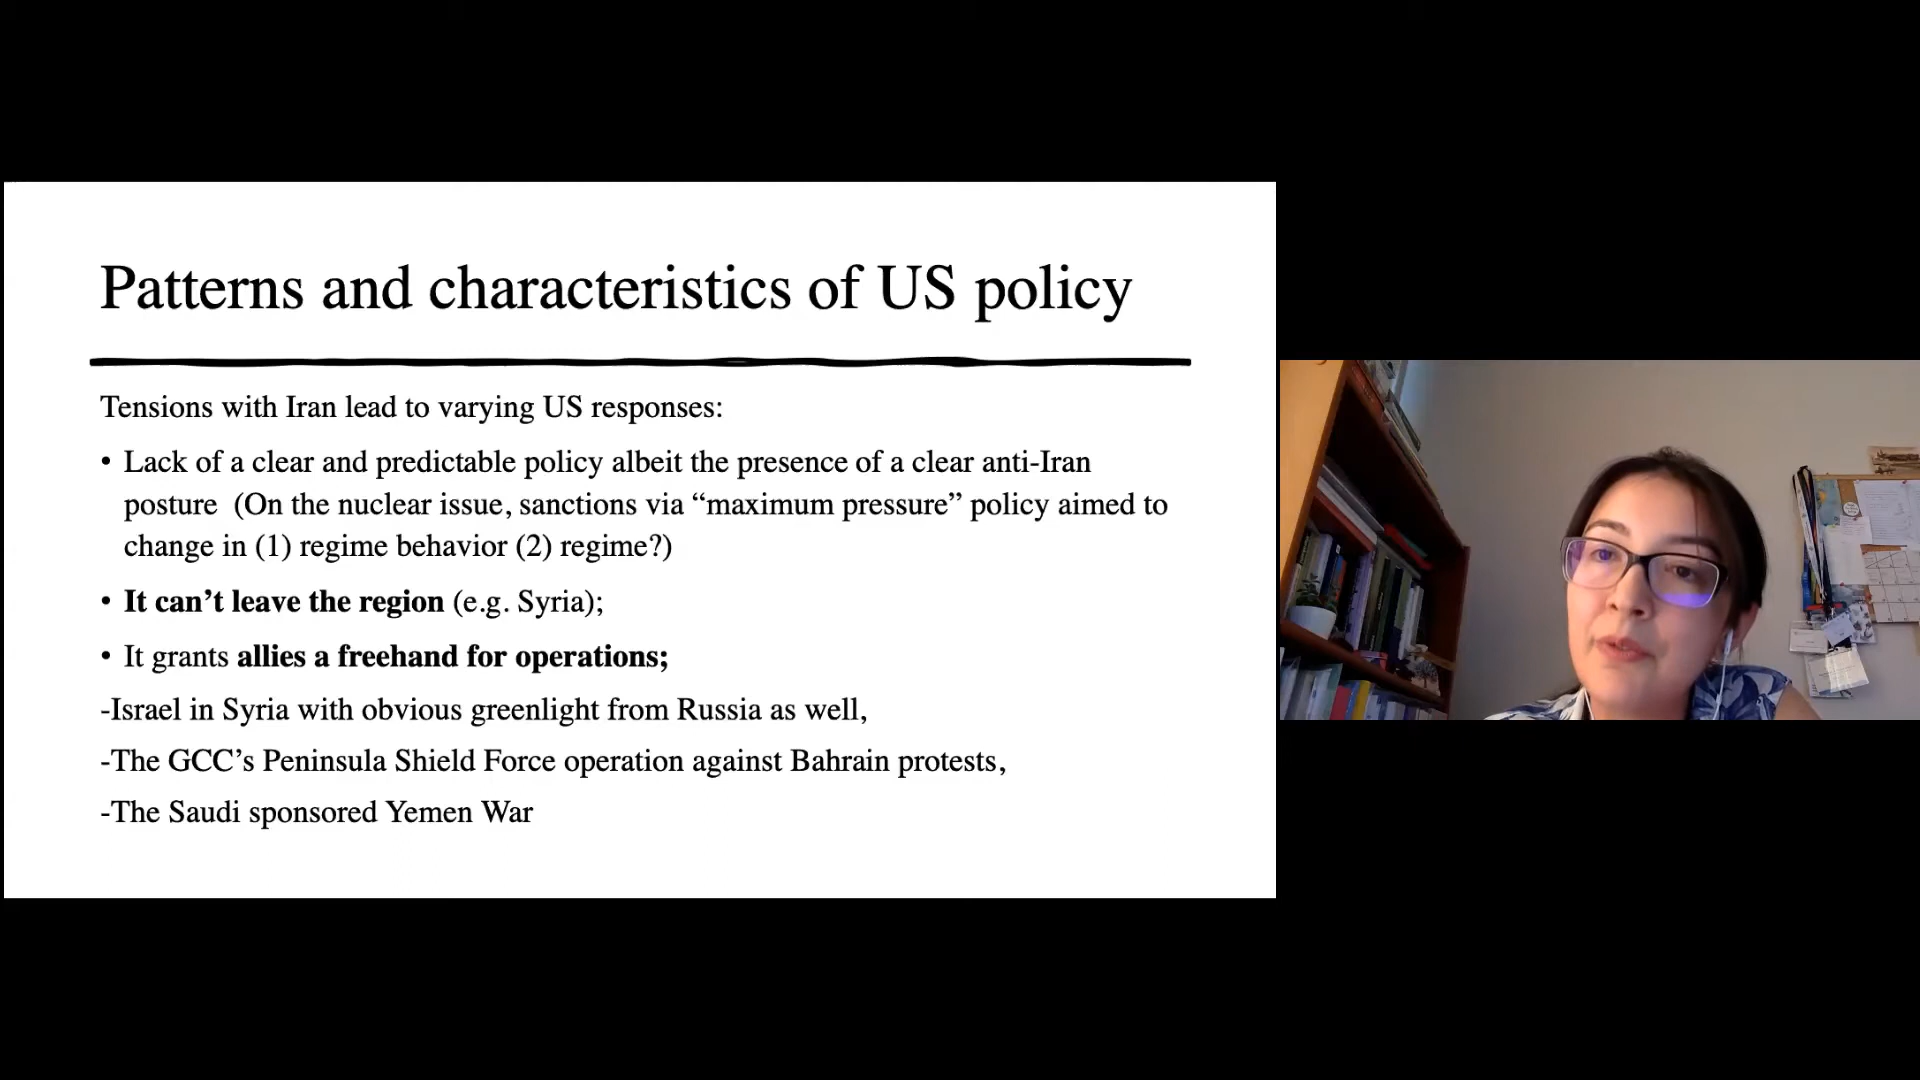 Patterns and characteristics of US policy
Tensions with Iran lead to varying US responses:
• Lack of a clear and predictable policy albeit the presence of a clear anti-Iran
posture (On the nuclear issue, sanctions via “maximum pressure” policy aimed to
change in (1) regime behavior (2) regime?)
• It can’t leave the region (e.g. Syria);
• It grants allies a freehand for operations;
-Israel in Syria with obvious greenlight from Russia as well,
-The GCC’s Peninsula Shield Force operation against Bahrain protests,
-The Saudi sponsored Yemen War